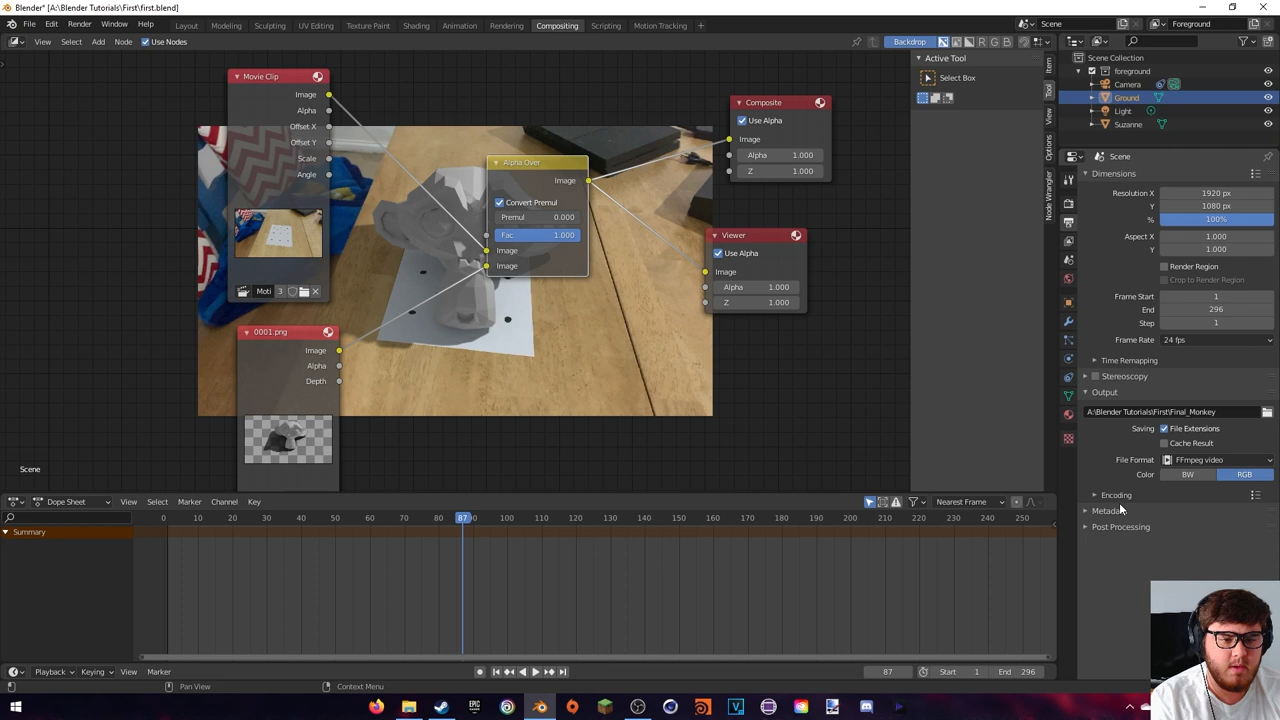 Blender* [A:\Blender Tutorials\First\first.blend]
File Edit Render Window Help Layout Modeling Sculpting UV Editing Texture Paint Shading Animation Rendering Compositing Scripting Motion Tracking + Scene Foreground
View Select Add Node Use Nodes Backdrop R G B
Active Tool
Select Box
Item
Tool
View
Options
Node Wrangler
Scene Collection
foreground
Camera
Ground
Light
Suzanne
Movie Clip
Image
Alpha
Offset X
Offset Y
Scale
Angle
Moti 3
0001.png
Image
Alpha
Depth
Alpha Over
Image
Convert Premul
Premul 0.000
Fac 1.000
Image
Image
Composite
Use Alpha
Image
Alpha 1.000
Z 1.000
Viewer
Use Alpha
Image
Alpha 1.000
Z 1.000
Scene
Scene
Dimensions
Resolution X 1920 px
Y 1080 px
% 100%
Aspect X 1.000
Y 1.000
Render Region
Crop to Render Region
Frame Start 1
End 296
Step 1
Frame Rate 24 fps
Time Remapping
Stereoscopy
Output
A:\Blender Tutorials\First\Final_Monkey
Saving File Extensions
Cache Result
File Format FFmpeg video
Color BW RGB
Encoding
Post Processing
Dope Sheet View Select Marker Channel Key Nearest Frame
0 10 20 30 40 50 60 70 80 87 100 110 120 130 140 150 160 170 180 190 200 210 220 230 240 250
Summary
Playback Keying View Marker 87 Start 1 End 296
Pan View Context Menu